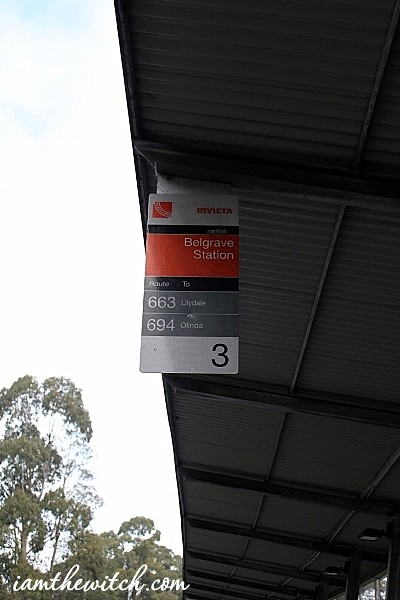 INVICTA
metlink
Belgrave
Station
Route To
663 Lilydale
694 Olinda
3
iamthewitch.com